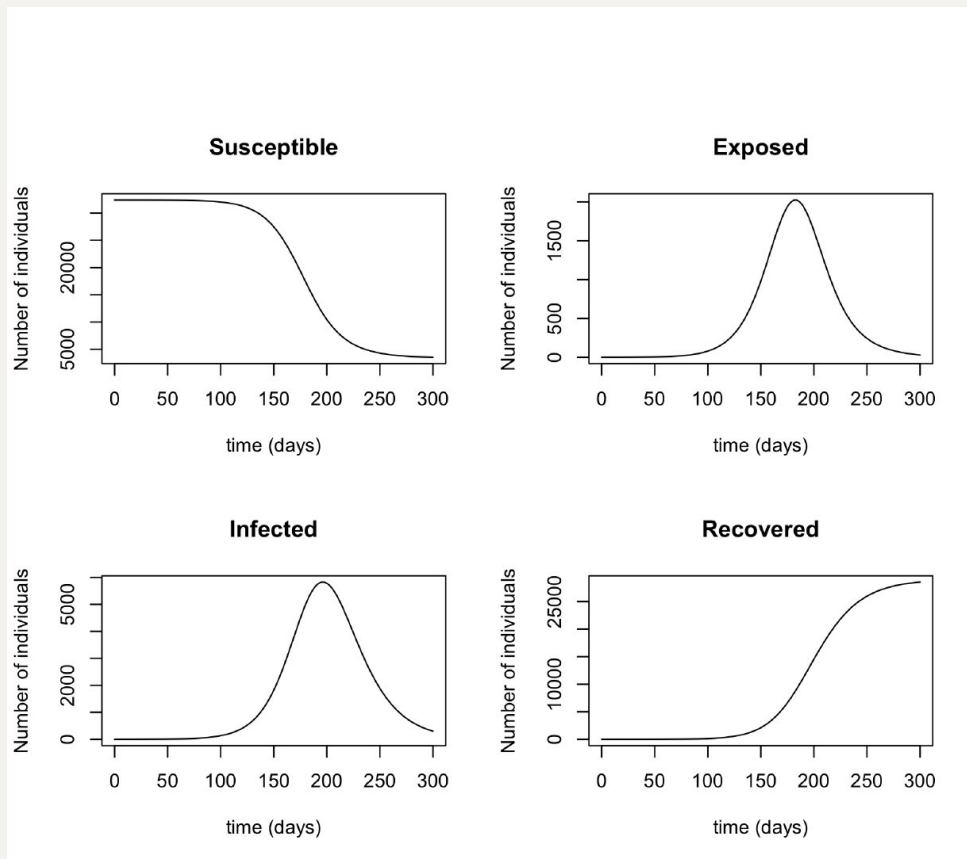 Susceptible
Number of individuals
5000 20000
0 50 100 150 200 250 300
time (days)
Exposed
Number of individuals
0 500 1500
0 50 100 150 200 250 300
time (days)
Infected
Number of individuals
0 2000 5000
0 50 100 150 200 250 300
time (days)
Recovered
Number of individuals
0 10000 25000
0 50 100 150 200 250 300
time (days)